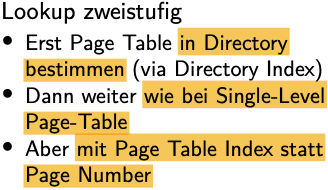 Lookup zweistufig
• Erst Page Table in Directory
bestimmen (via Directory Index)
• Dann weiter wie bei Single-Level
Page-Table
• Aber mit Page Table Index statt
Page Number